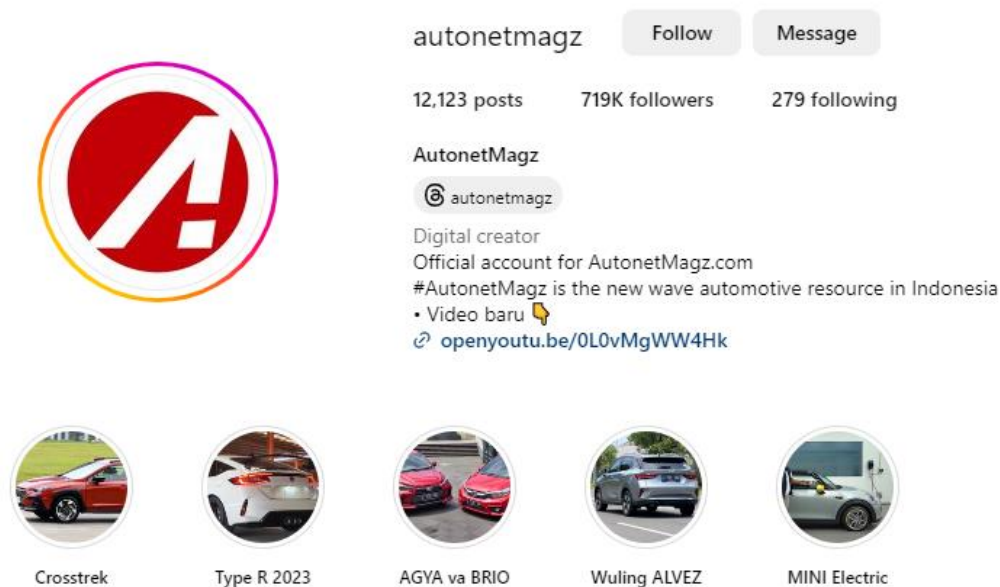 autonetmagz Follow Message
12,123 posts 719K followers 279 following
AutonetMagz
autonetmagz
Digital creator
Official account for AutonetMagz.com
#AutonetMagz is the new wave automotive resource in Indonesia
• Video baru 👇
openyoutu.be/0L0vMgWW4Hk
Crosstrek Type R 2023 AGYA va BRIO Wuling ALVEZ MINI Electric